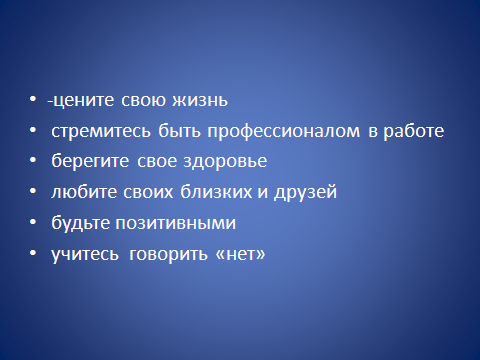 • -цените свою жизнь
• стремитесь быть профессионалом в работе
• берегите свое здоровье
• любите своих близких и друзей
• будьте позитивными
• учитесь говорить «нет»